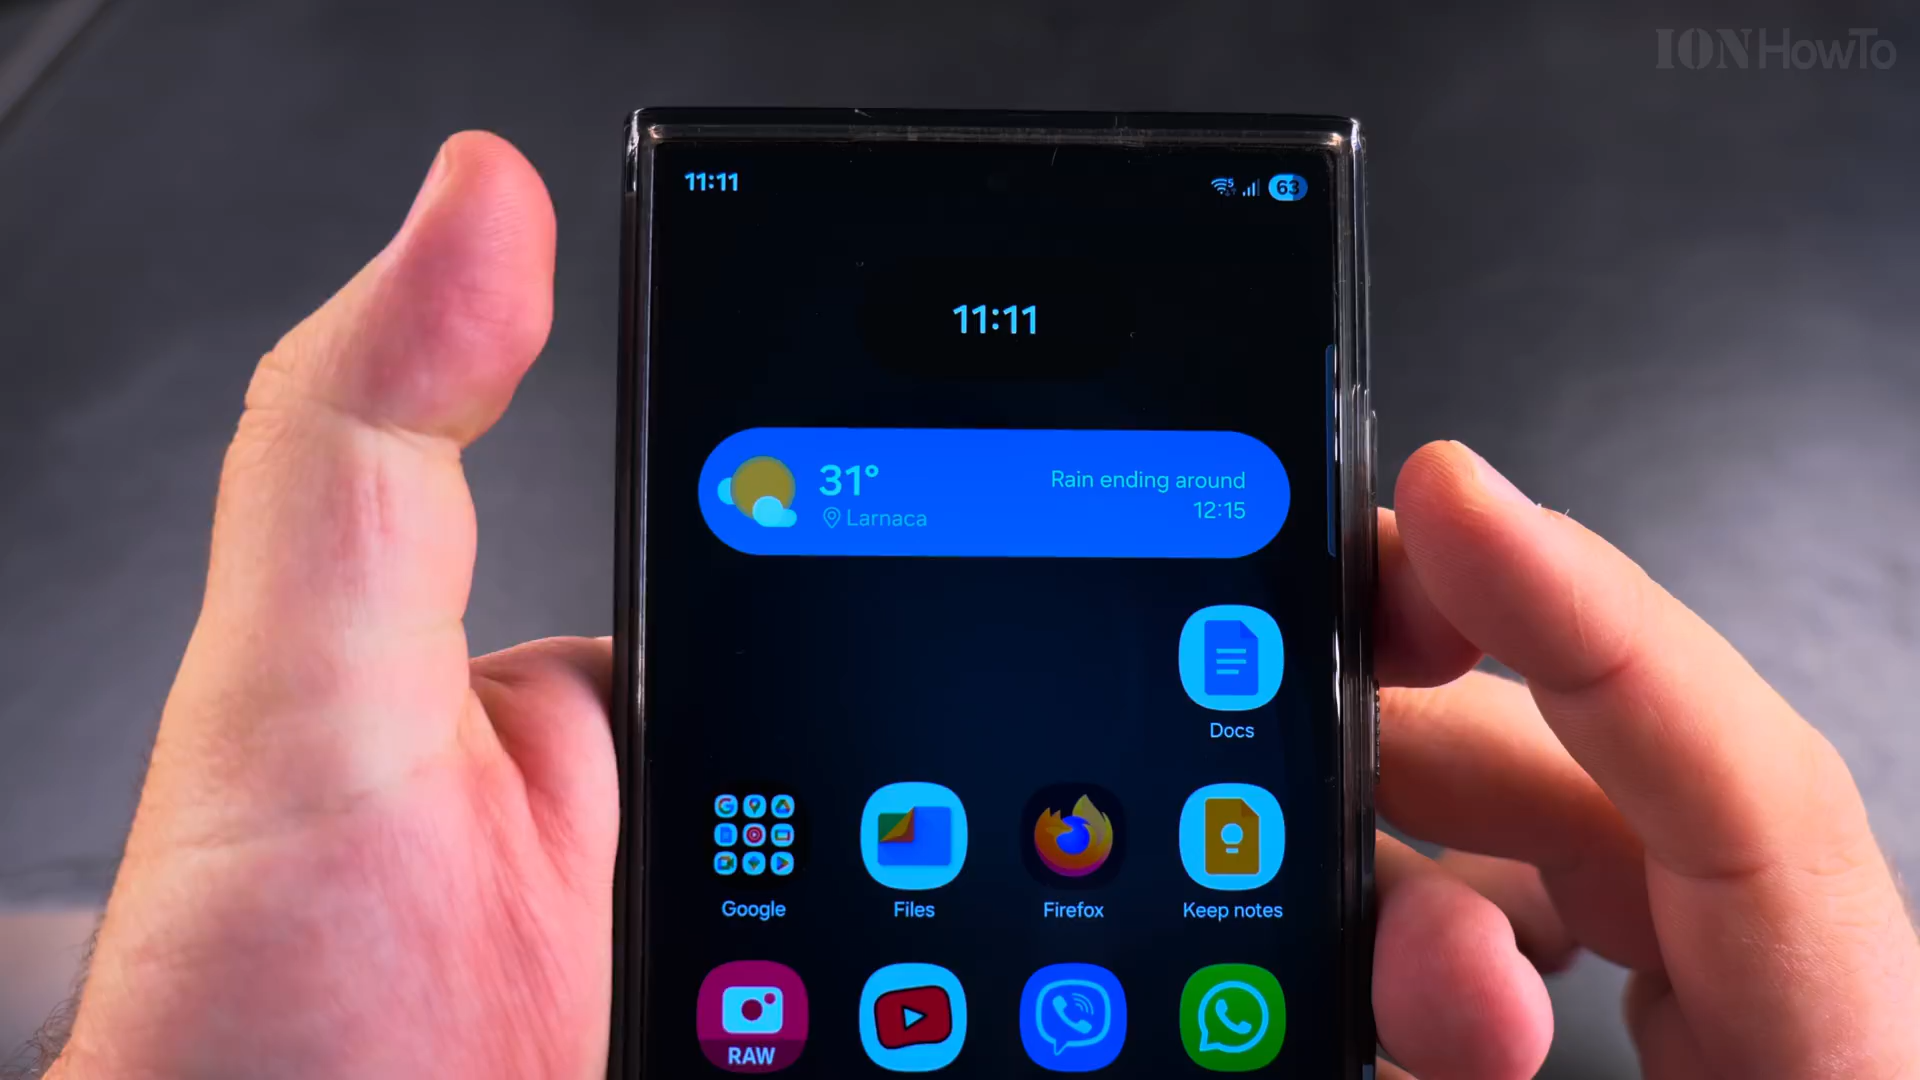 ION HowTo
11:11
5
63
11:11
31°
Rain ending around
Larnaca
12:15
Docs
Google
Files
Firefox
Keep notes
RAW